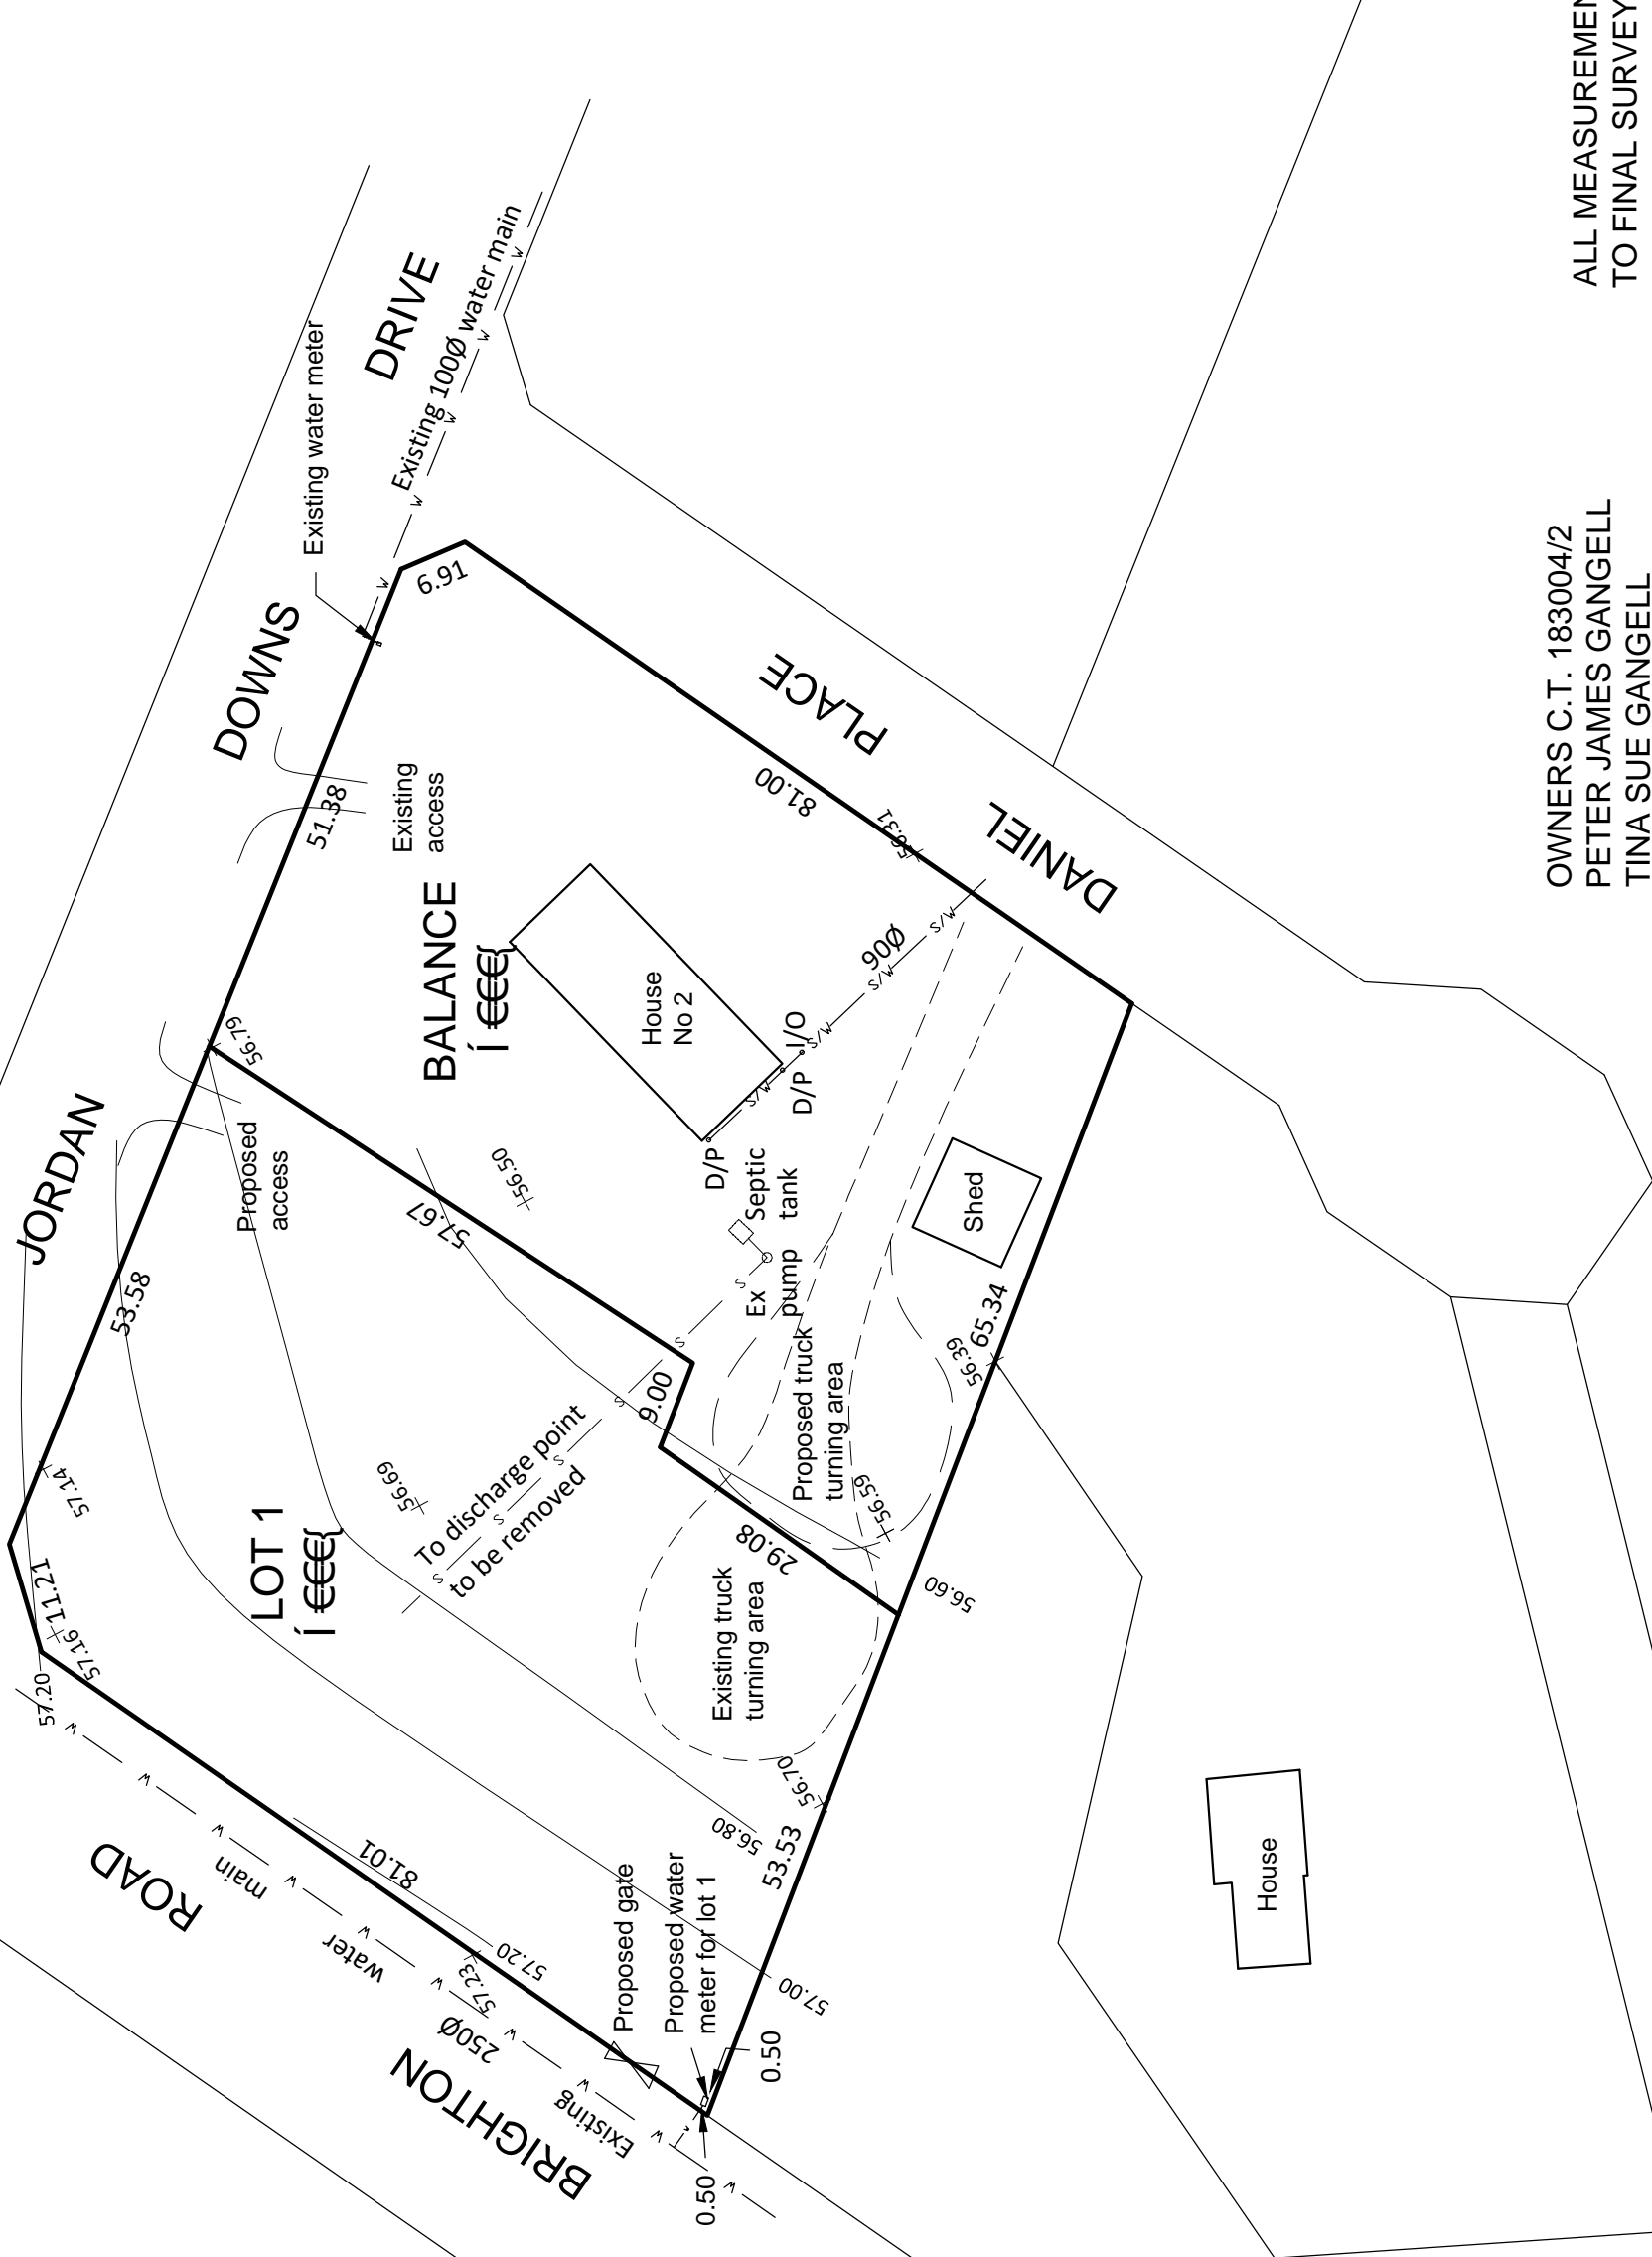 JORDAN
DOWNS
DRIVE
Existing water meter
Existing 100Ø water main
6.91
51.38
53.58
11.21
Existing
access
Proposed
access
BALANCE
House
No 2
56.79
57.67
56.50
57.14
57.16
57.20
LOT 1
56.69
To discharge point
to be removed
9.00
29.08
D/P
D/P
I/O
Septic
tank
Ex
pump
s/w
s/w
s/w
s/w
90Ø
81.00
56.31
PLACE
DANIEL
Shed
65.34
56.39
Proposed truck
turning area
56.59
56.60
Existing truck
turning area
56.70
56.80
53.53
57.00
Proposed gate
Proposed water
meter for lot 1
0.50
0.50
81.01
57.20
57.23
ROAD
BRIGHTON
Existing
250Ø
water
main
House
OWNERS C.T. 183004/2
PETER JAMES GANGELL
TINA SUE GANGELL
ALL MEASUREMEN
TO FINAL SURVEY